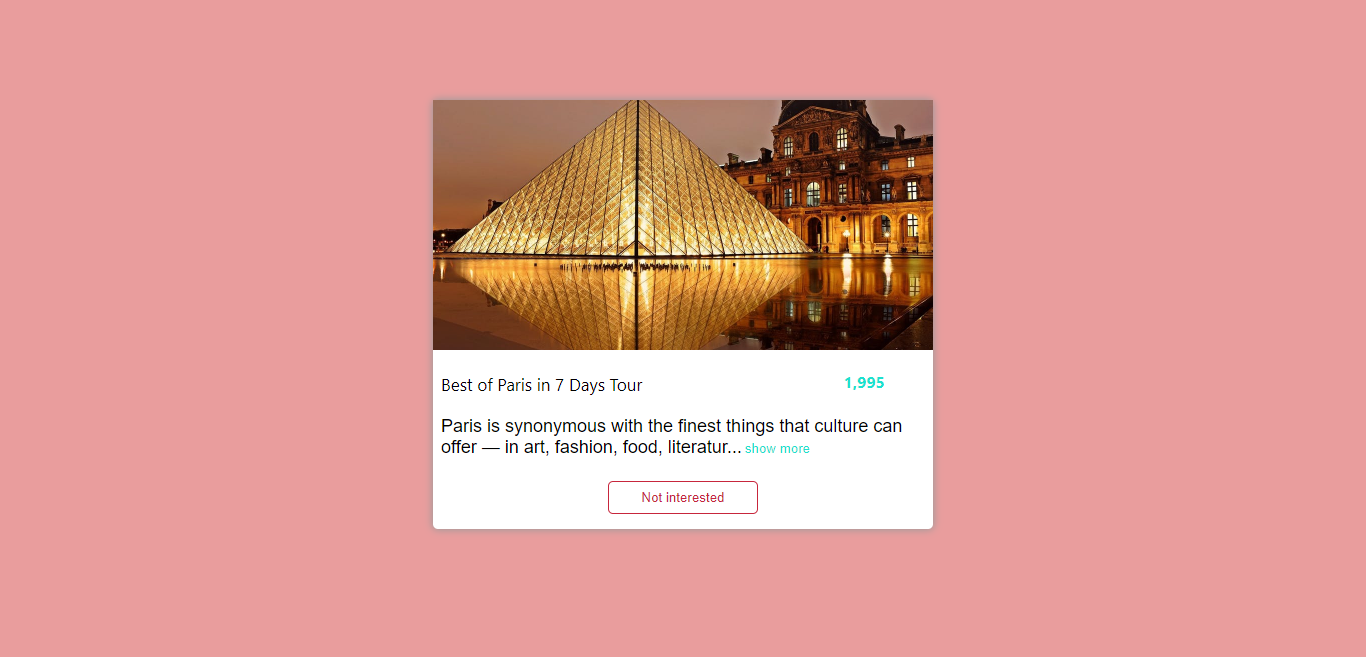 Best of Paris in 7 Days Tour 1,995
Paris is synonymous with the finest things that culture can
offer — in art, fashion, food, literatur... show more
Not interested